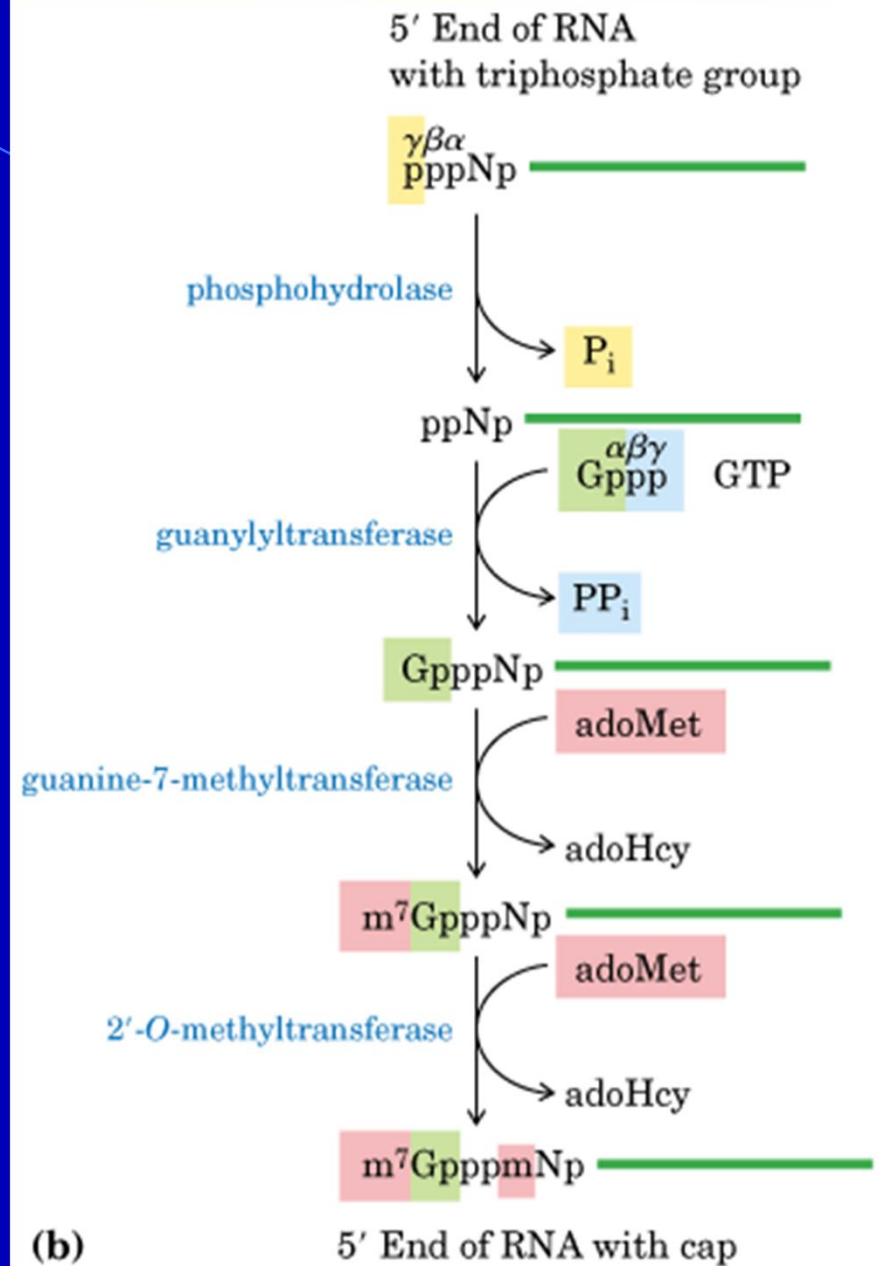 5′ End of RNA
with triphosphate group
γβα
pppNp
phosphohydrolase
Pᵢ
ppNp
αβγ
Gppp GTP
guanylyltransferase
PPᵢ
GpppNp
adoMet
guanine-7-methyltransferase
adoHcy
m⁷GpppNp
adoMet
2′-O-methyltransferase
adoHcy
m⁷GpppmNp
(b) 5′ End of RNA with cap